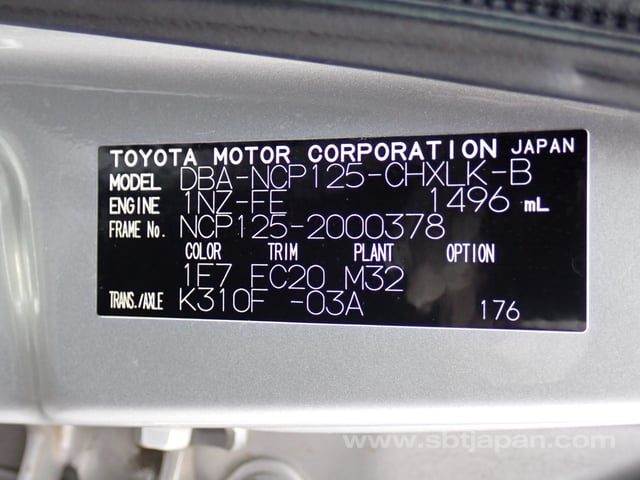 TOYOTA MOTOR CORPORATION JAPAN
MODEL DBA-NCP125-CHXLK-B
ENGINE 1NZ-FE 1496 mL
FRAME No. NCP125-2000378
COLOR TRIM PLANT OPTION
1E7 FC20 M32
TRANS./AXLE K310F -03A 176
www.sbtjapan.com